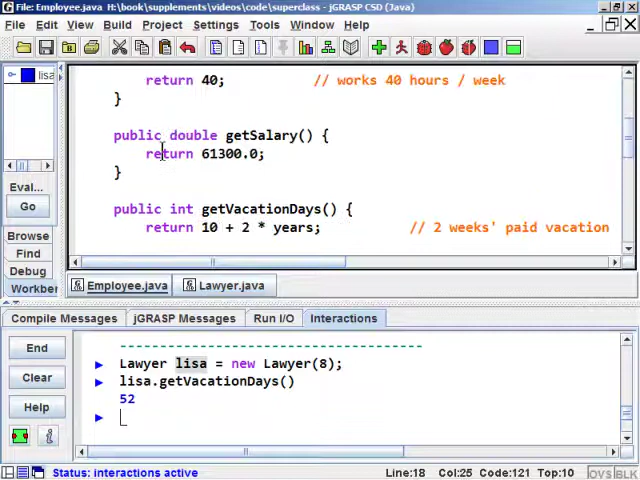 File: Employee.java H:\book\supplements\videos\code\superclass - jGRASP CSD (Java)
File Edit View Build Project Settings Tools Window Help
lisa
return 40; // works 40 hours / week
}
public double getSalary() {
return 61300.0;
}
public int getVacationDays() {
return 10 + 2 * years; // 2 weeks' paid vacation
Eval...
Go
Browse
Find
Debug
Workber
Employee.java Lawyer.java
Compile Messages jGRASP Messages Run I/O Interactions
End
Clear
Help
---------------------------------
Lawyer lisa = new Lawyer(8);
lisa.getVacationDays()
52
Status: interactions active Line:18 Col:25 Code:121 Top:10 OVS BLK